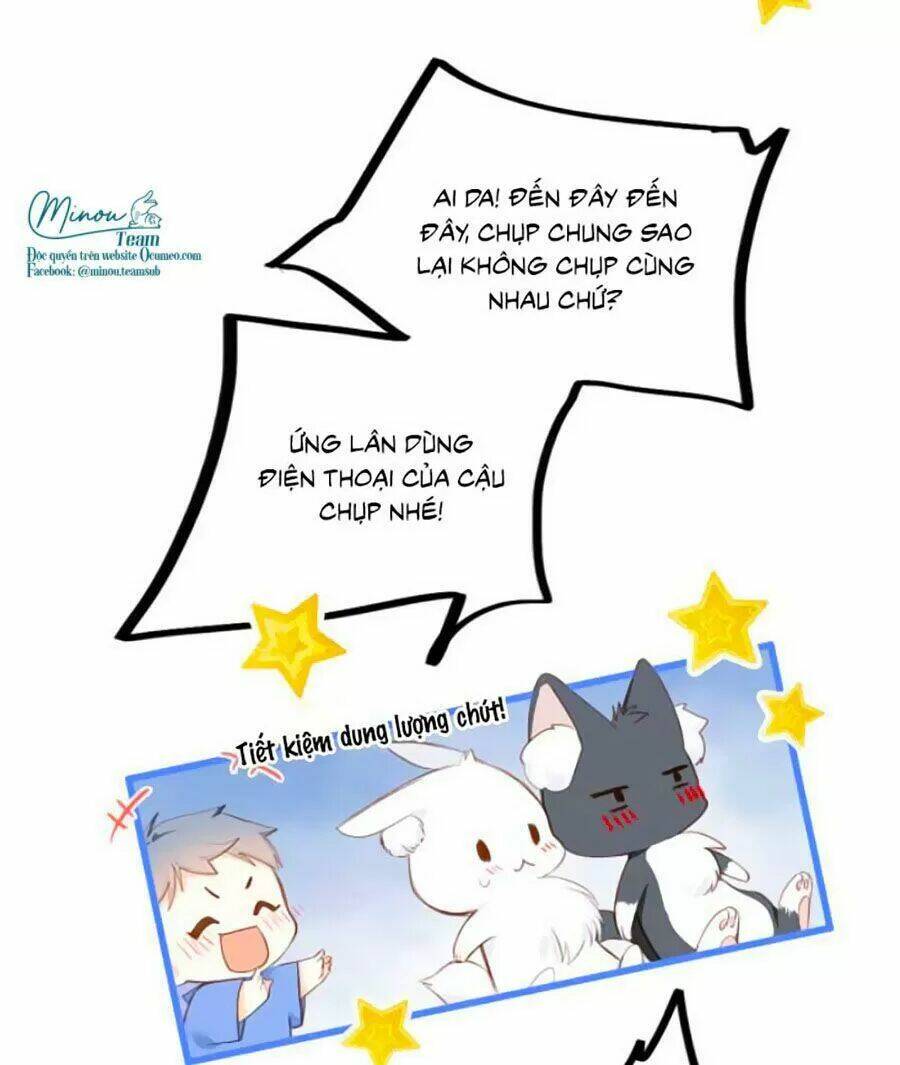 Minou
Team
Độc quyền trên website Ocumeo.com
Facebook: @minou.teamsub
AI DA! ĐẾN ĐÂY ĐẾN
ĐÂY, CHỤP CHUNG SAO
LẠI KHÔNG CHỤP CÙNG
NHAU CHỨ?
ỨNG LÂN DÙNG
ĐIỆN THOẠI CỦA CẬU
CHỤP NHÉ!
Tiết kiệm dung lượng chút!